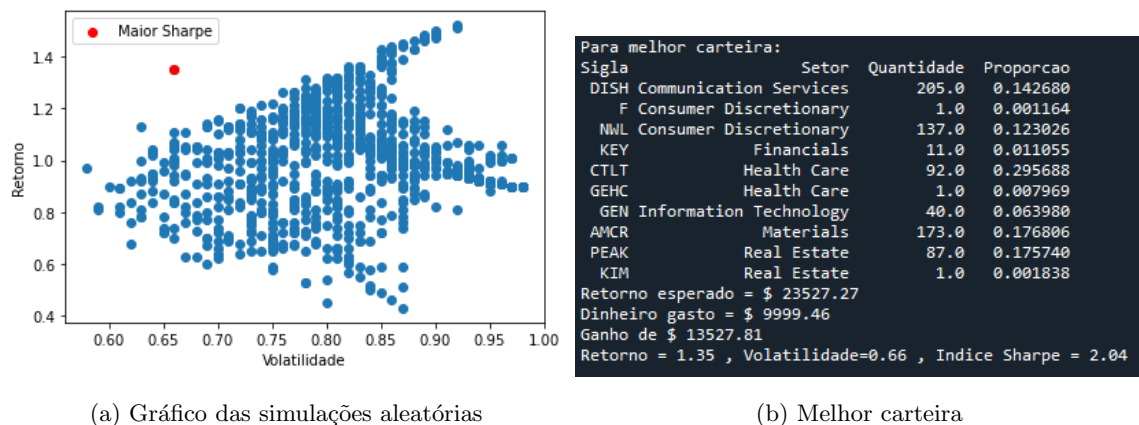 Maior Sharpe
1.4
1.2
1.0
0.8
0.6
0.4
Retorno
0.60 0.65 0.70 0.75 0.80 0.85 0.90 0.95 1.00
Volatilidade
(a) Gráfico das simulações aleatórias
Para melhor carteira:
Sigla Setor Quantidade Proporcao
DISH Communication Services 205.0 0.142680
F Consumer Discretionary 1.0 0.001164
NWL Consumer Discretionary 137.0 0.123026
KEY Financials 11.0 0.011055
CTLT Health Care 92.0 0.295688
GEHC Health Care 1.0 0.007969
GEN Information Technology 40.0 0.063980
AMCR Materials 173.0 0.176806
PEAK Real Estate 87.0 0.175740
KIM Real Estate 1.0 0.001838
Retorno esperado = $ 23527.27
Dinheiro gasto = $ 9999.46
Ganho de $ 13527.81
Retorno = 1.35 , Volatilidade=0.66 , Indice Sharpe = 2.04
(b) Melhor carteira